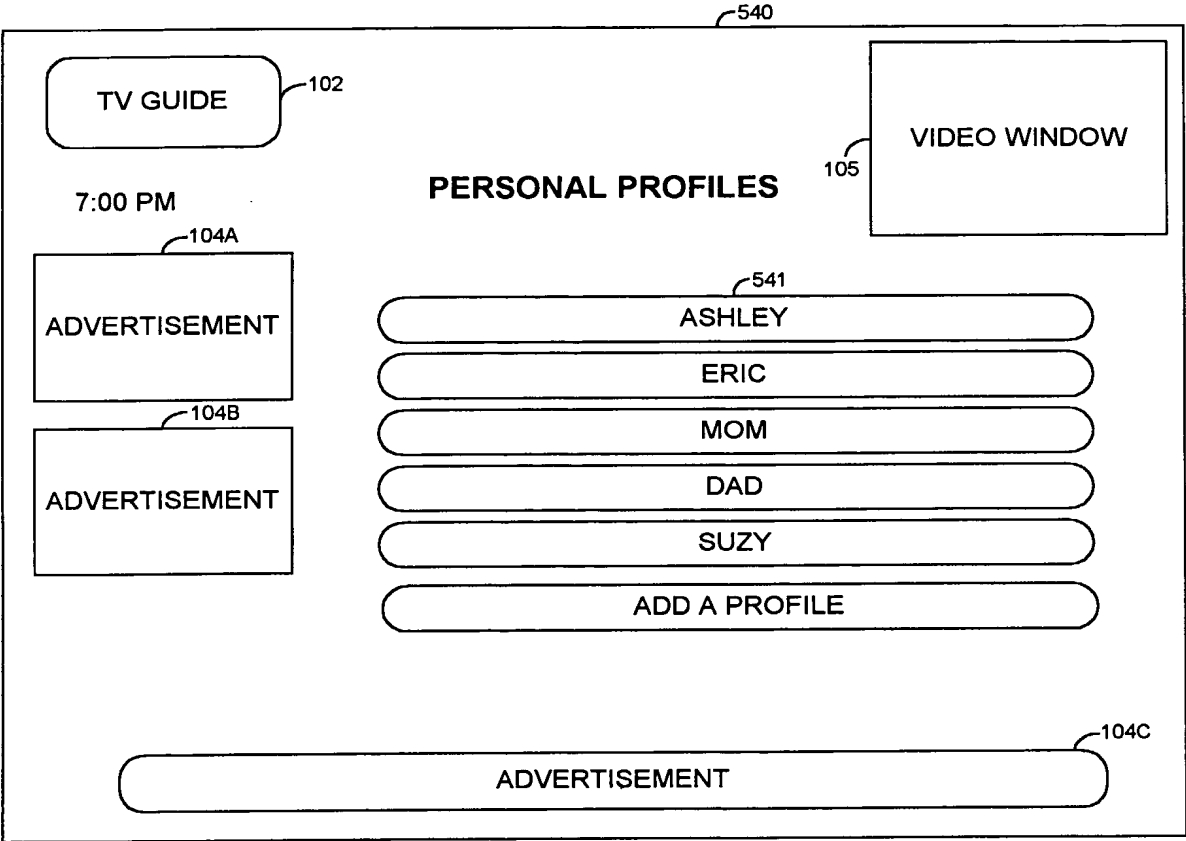 540
TV GUIDE
102
VIDEO WINDOW
105
PERSONAL PROFILES
7:00 PM
104A
ADVERTISEMENT
104B
ADVERTISEMENT
541
ASHLEY
ERIC
MOM
DAD
SUZY
ADD A PROFILE
104C
ADVERTISEMENT